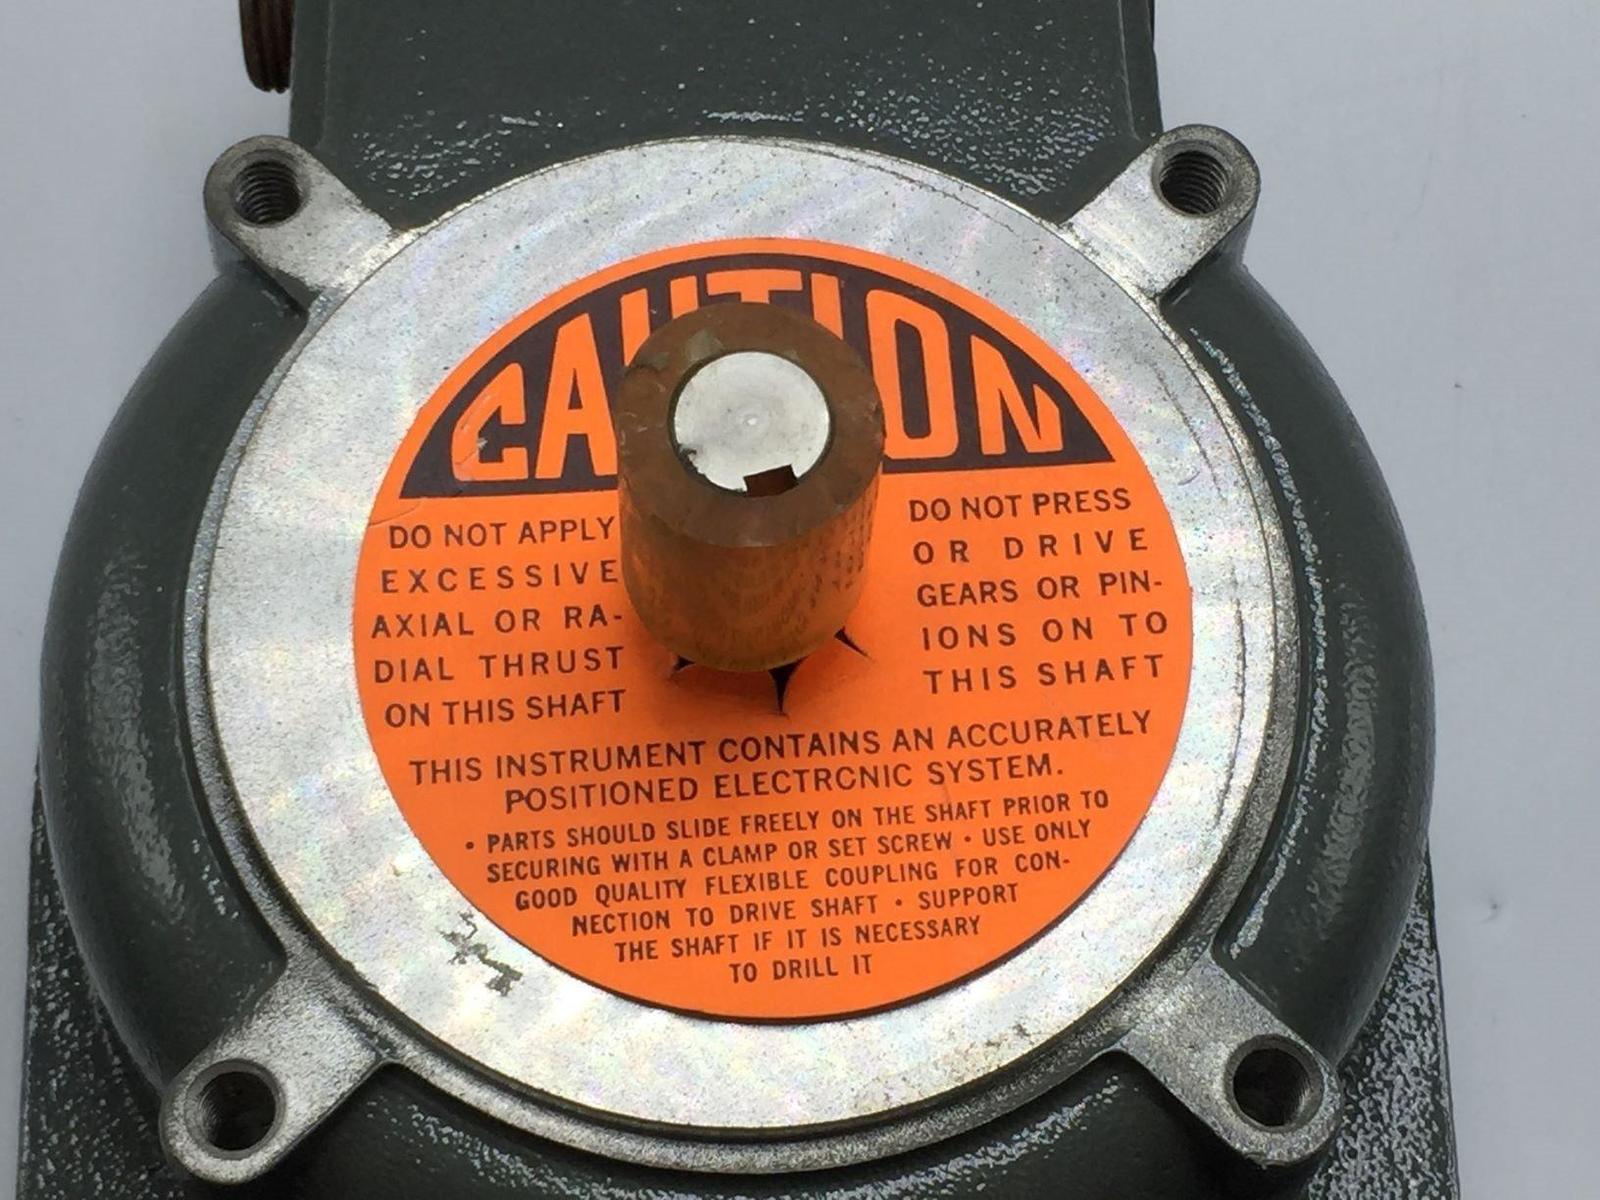 CAUTION
DO NOT APPLY
EXCESSIVE
AXIAL OR RA-
DIAL THRUST
ON THIS SHAFT
DO NOT PRESS
OR DRIVE
GEARS OR PIN-
IONS ON TO
THIS SHAFT
THIS INSTRUMENT CONTAINS AN ACCURATELY
POSITIONED ELECTRCNIC SYSTEM.
• PARTS SHOULD SLIDE FREELY ON THE SHAFT PRIOR TO
SECURING WITH A CLAMP OR SET SCREW • USE ONLY
GOOD QUALITY FLEXIBLE COUPLING FOR CON-
NECTION TO DRIVE SHAFT • SUPPORT
THE SHAFT IF IT IS NECESSARY
TO DRILL IT